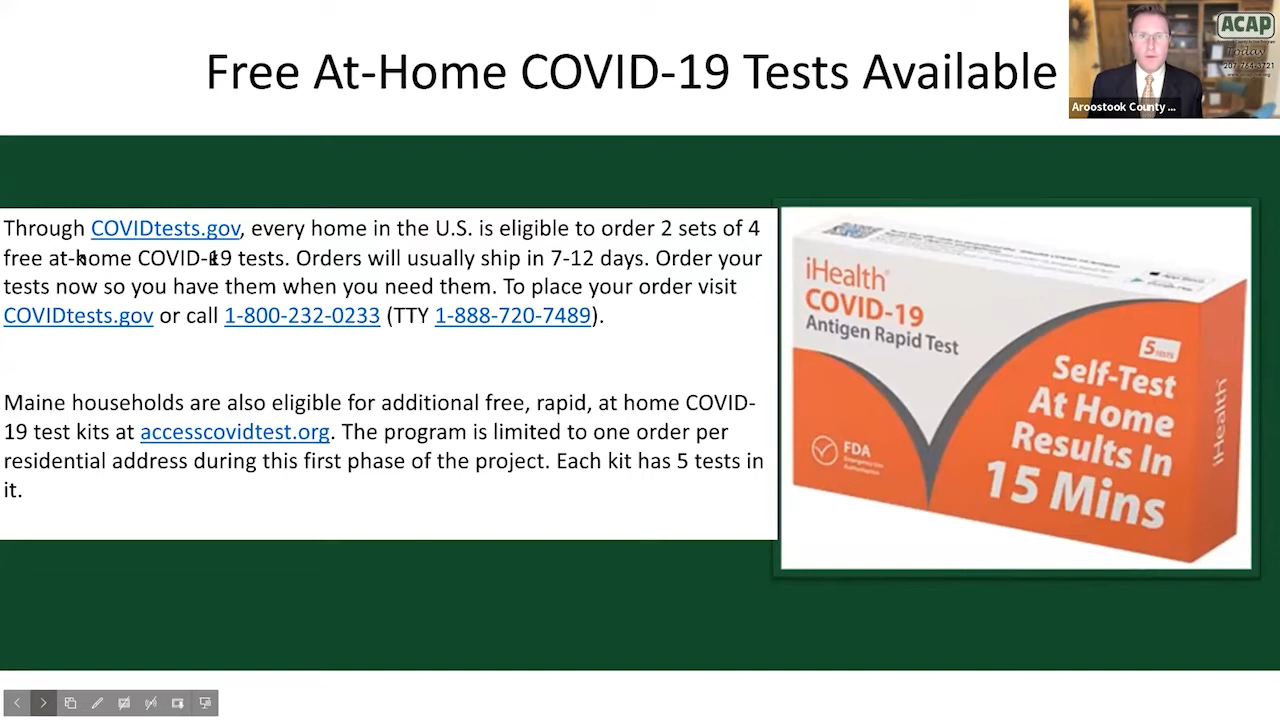 Free At-Home COVID-19 Tests Available
ACAP
Today
Aroostook County ...
Through COVIDtests.gov, every home in the U.S. is eligible to order 2 sets of 4
free at-home COVID-19 tests. Orders will usually ship in 7-12 days. Order your
tests now so you have them when you need them. To place your order visit
COVIDtests.gov or call 1-800-232-0233 (TTY 1-888-720-7489).
Maine households are also eligible for additional free, rapid, at home COVID-
19 test kits at accesscovidtest.org. The program is limited to one order per
residential address during this first phase of the project. Each kit has 5 tests in
it.
iHealth
COVID-19
Antigen Rapid Test
5 TESTS
Self-Test
At Home
Results In
15 Mins
FDA
iHealth